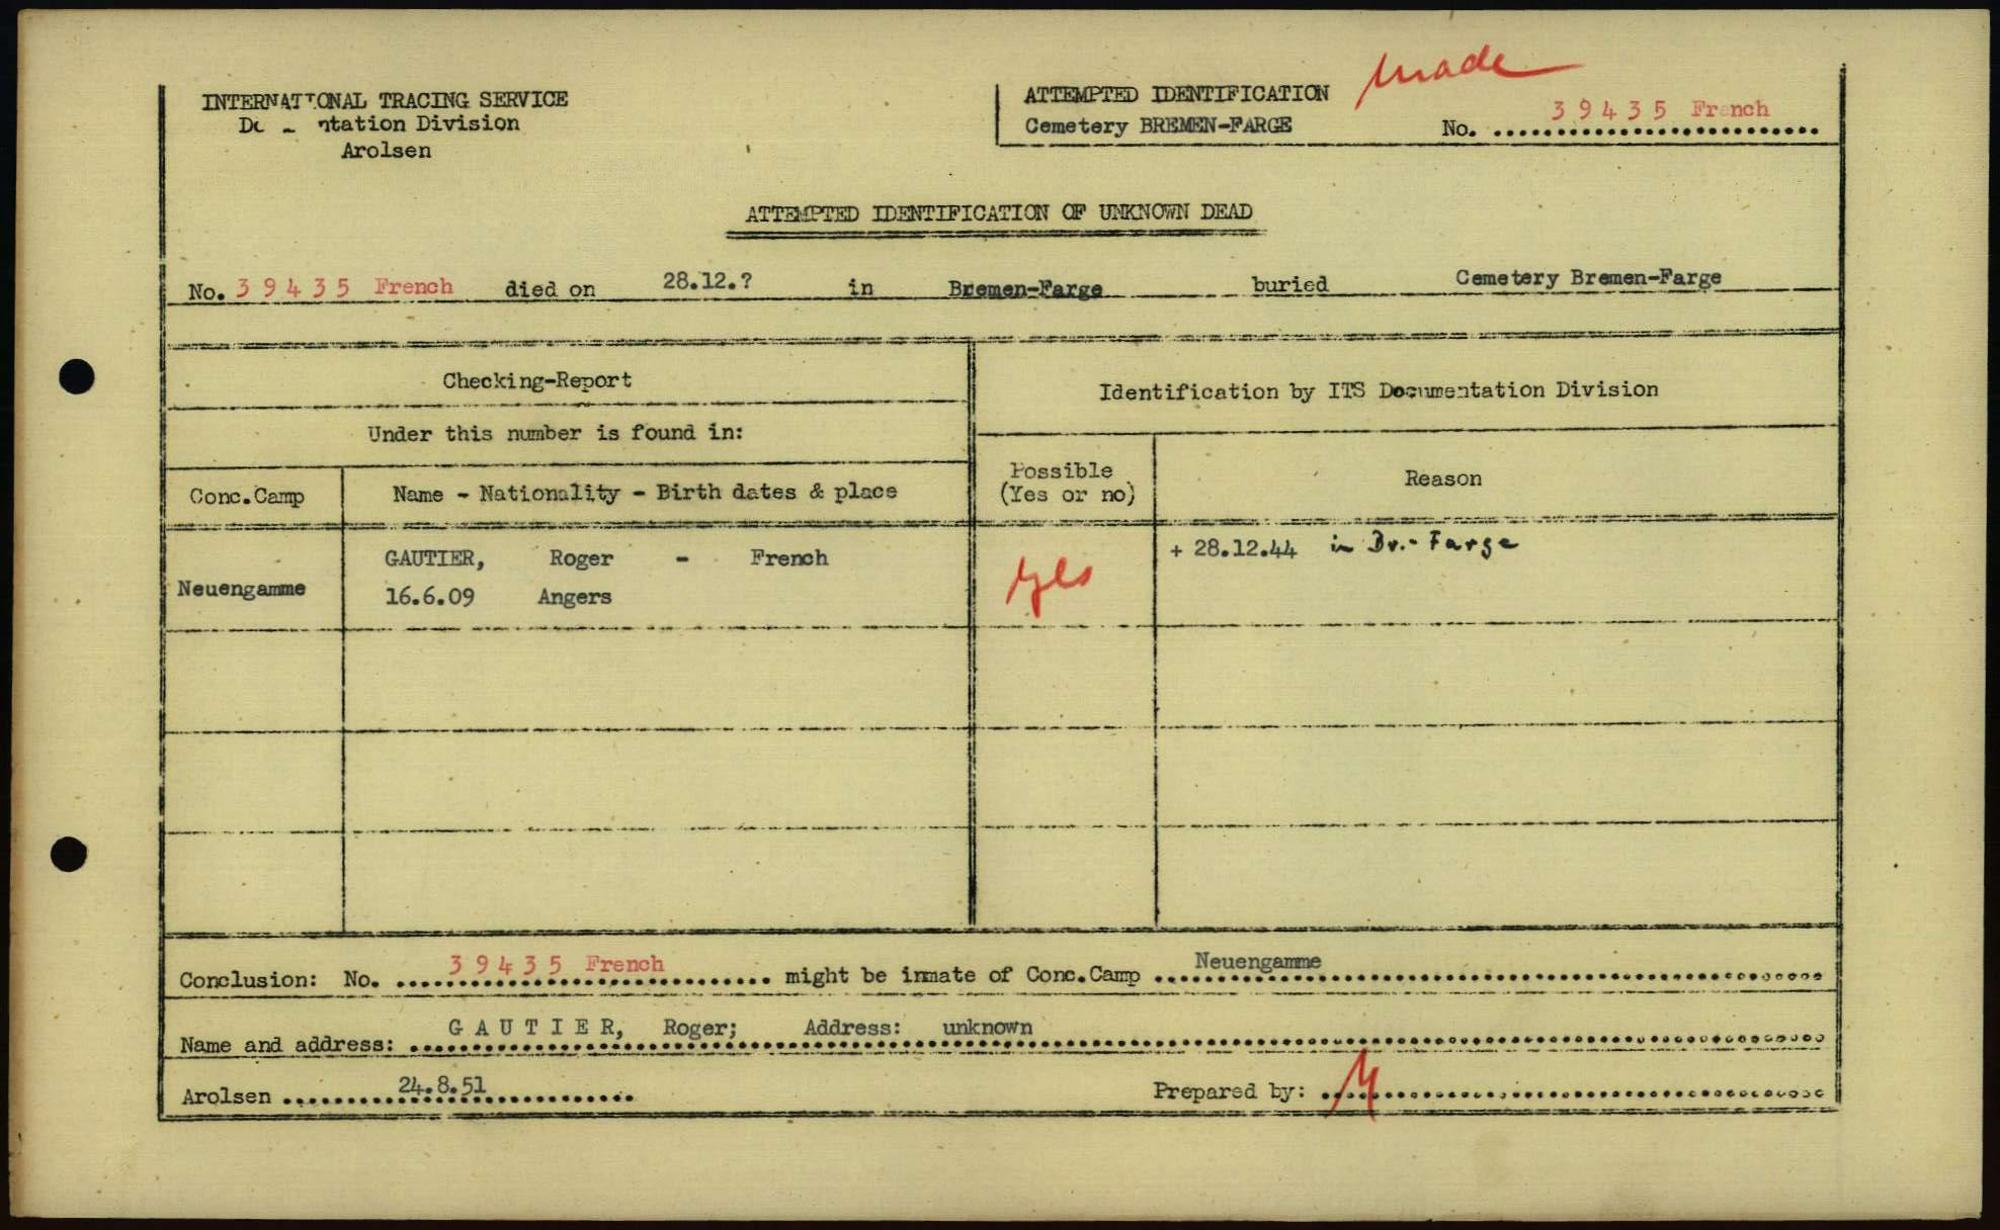 INTERNATIONAL TRACING SERVICE
Division
Arolsen
ATTEMPTED IDENTIFICATION made
Cemetery BREMEN-FARGE No. 39435 French
ATTEMPTED IDENTIFICATION OF UNKNOWN DEAD
No. 39435 French died on 28.12.? in Bremen-Farge buried Cemetery Bremen-Farge
Checking-Report
Identification by ITS Documentation Division
Under this number is found in:
Conc.Camp
Name - Nationality - Birth dates & place
Possible
(Yes or no)
Reason
Neuengamme
GAUTIER, Roger - French
16.6.09 Angers
yes
+ 28.12.44 in Br.-Farge
Conclusion: No. 39435 French might be inmate of Conc.Camp Neuengamme
Name and address: GAUTIER, Roger; Address: unknown
Arolsen 24.8.51
Prepared by: